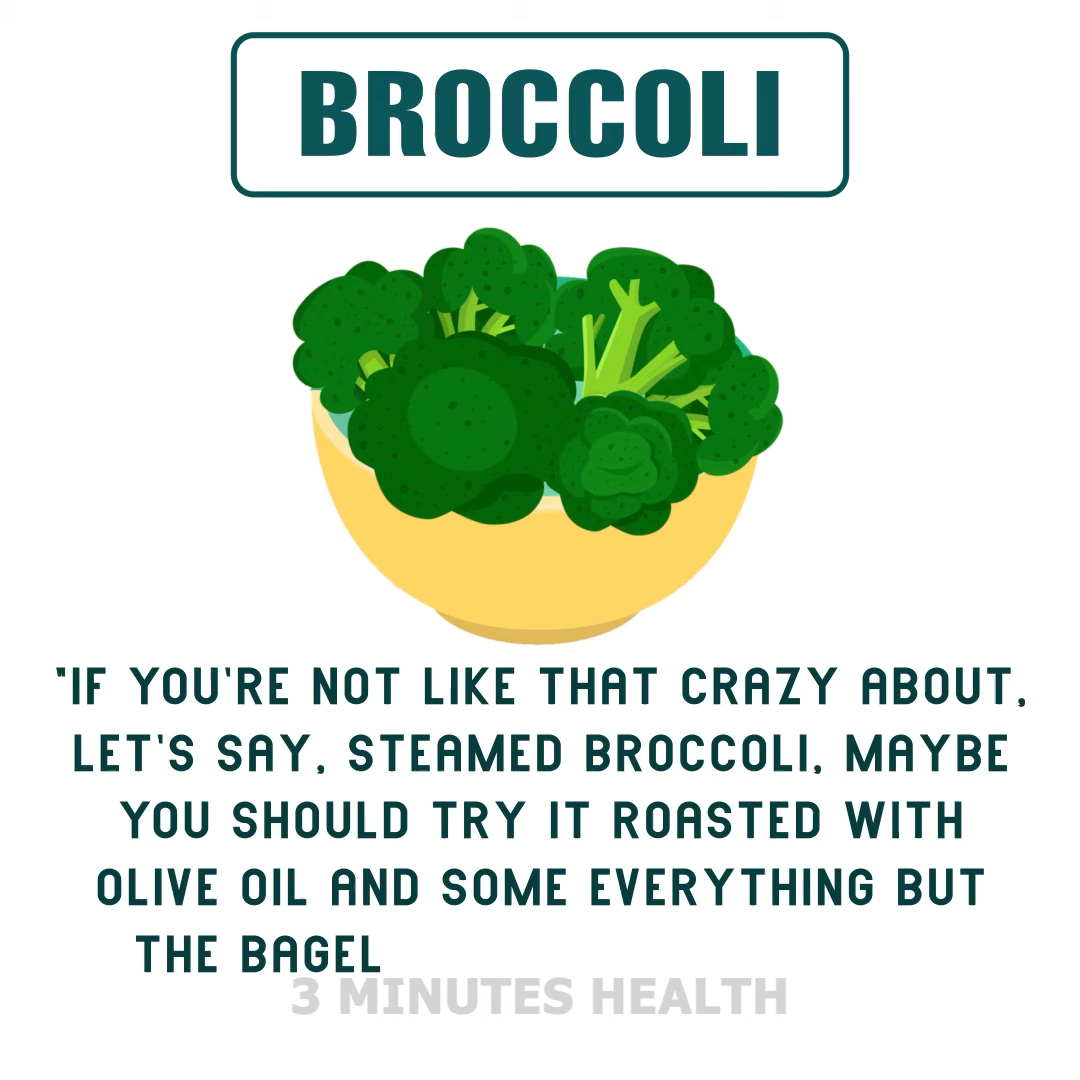 BROCCOLI
"IF YOU'RE NOT LIKE THAT CRAZY ABOUT,
LET'S SAY, STEAMED BROCCOLI, MAYBE
YOU SHOULD TRY IT ROASTED WITH
OLIVE OIL AND SOME EVERYTHING BUT
THE BAGEL
3 MINUTES HEALTH